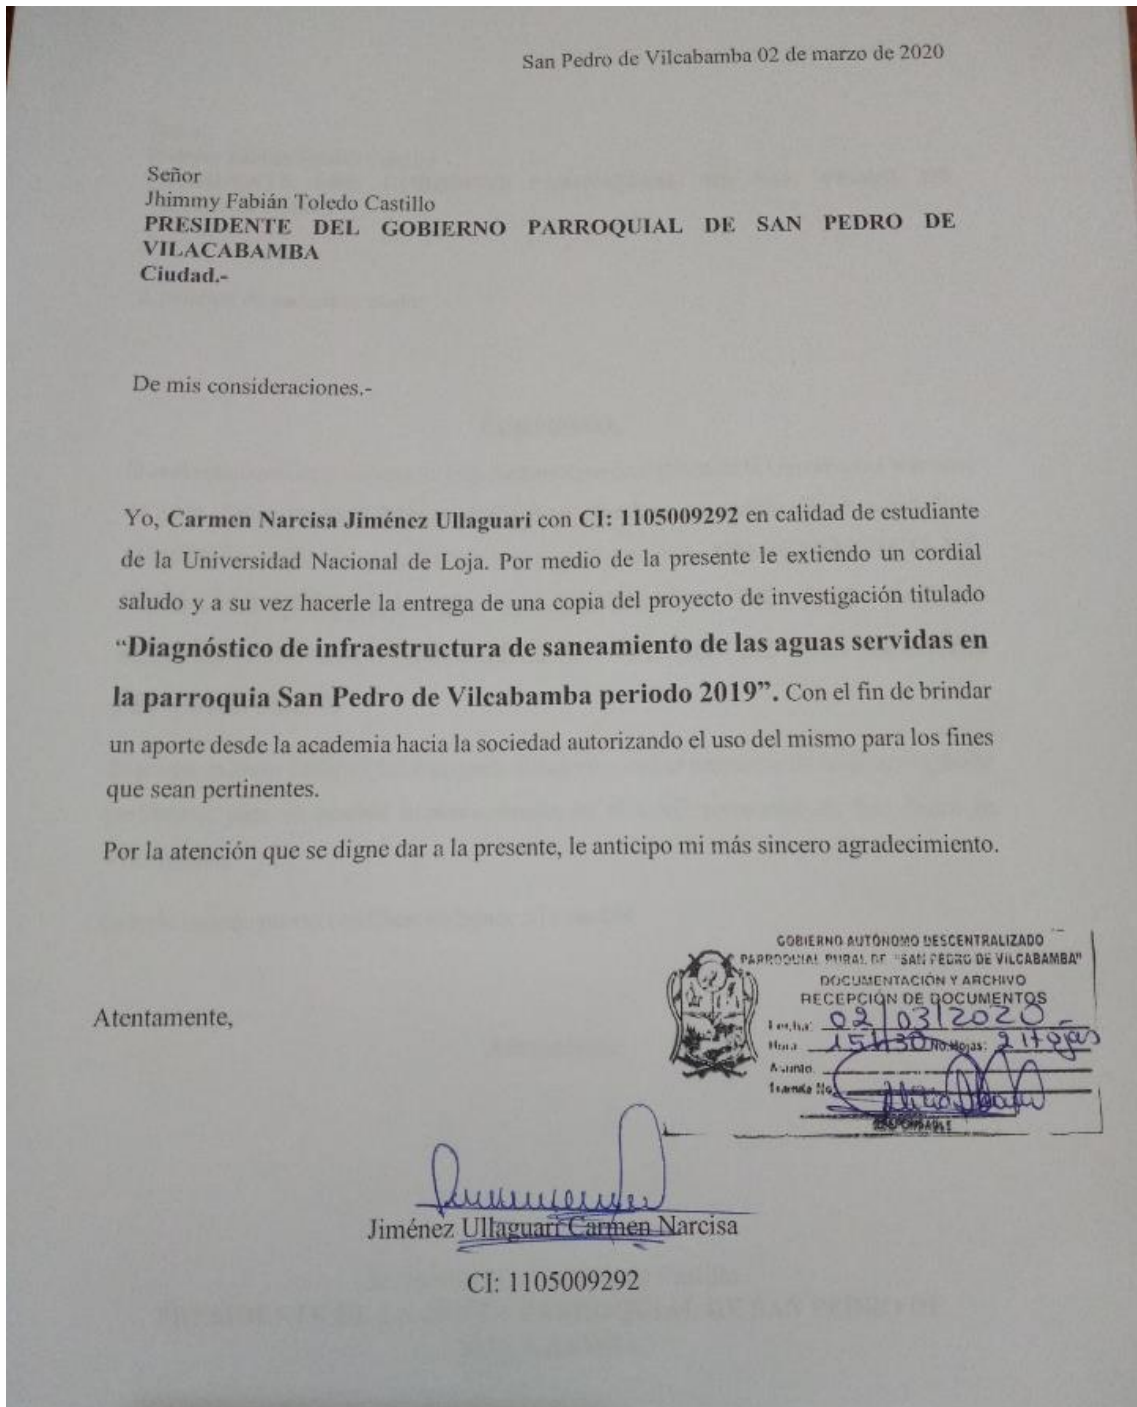 San Pedro de Vilcabamba 02 de marzo de 2020
Señor
Jhimmy Fabián Toledo Castillo
PRESIDENTE DEL GOBIERNO PARROQUIAL DE SAN PEDRO DE
VILACABAMBA
Ciudad.-
De mis consideraciones.-
Yo, Carmen Narcisa Jiménez Ullaguari con CI: 1105009292 en calidad de estudiante
de la Universidad Nacional de Loja. Por medio de la presente le extiendo un cordial
saludo y a su vez hacerle la entrega de una copia del proyecto de investigación titulado
“Diagnóstico de infraestructura de saneamiento de las aguas servidas en
la parroquia San Pedro de Vilcabamba periodo 2019”. Con el fin de brindar
un aporte desde la academia hacia la sociedad autorizando el uso del mismo para los fines
que sean pertinentes.
Por la atención que se digne dar a la presente, le anticipo mi más sincero agradecimiento.
GOBIERNO AUTÓNOMO DESCENTRALIZADO
PARROQUIAL RURAL DE "SAN PEDRO DE VILCABAMBA"
DOCUMENTACIÓN Y ARCHIVO
RECEPCIÓN DE DOCUMENTOS
Fecha: 02/03/2020
Hora 15H30 No. Hojas: 2 Hojas
Asunto.
Tramite No.
RESPONSABLE
Atentamente,
Jiménez Ullaguari Carmen Narcisa
CI: 1105009292